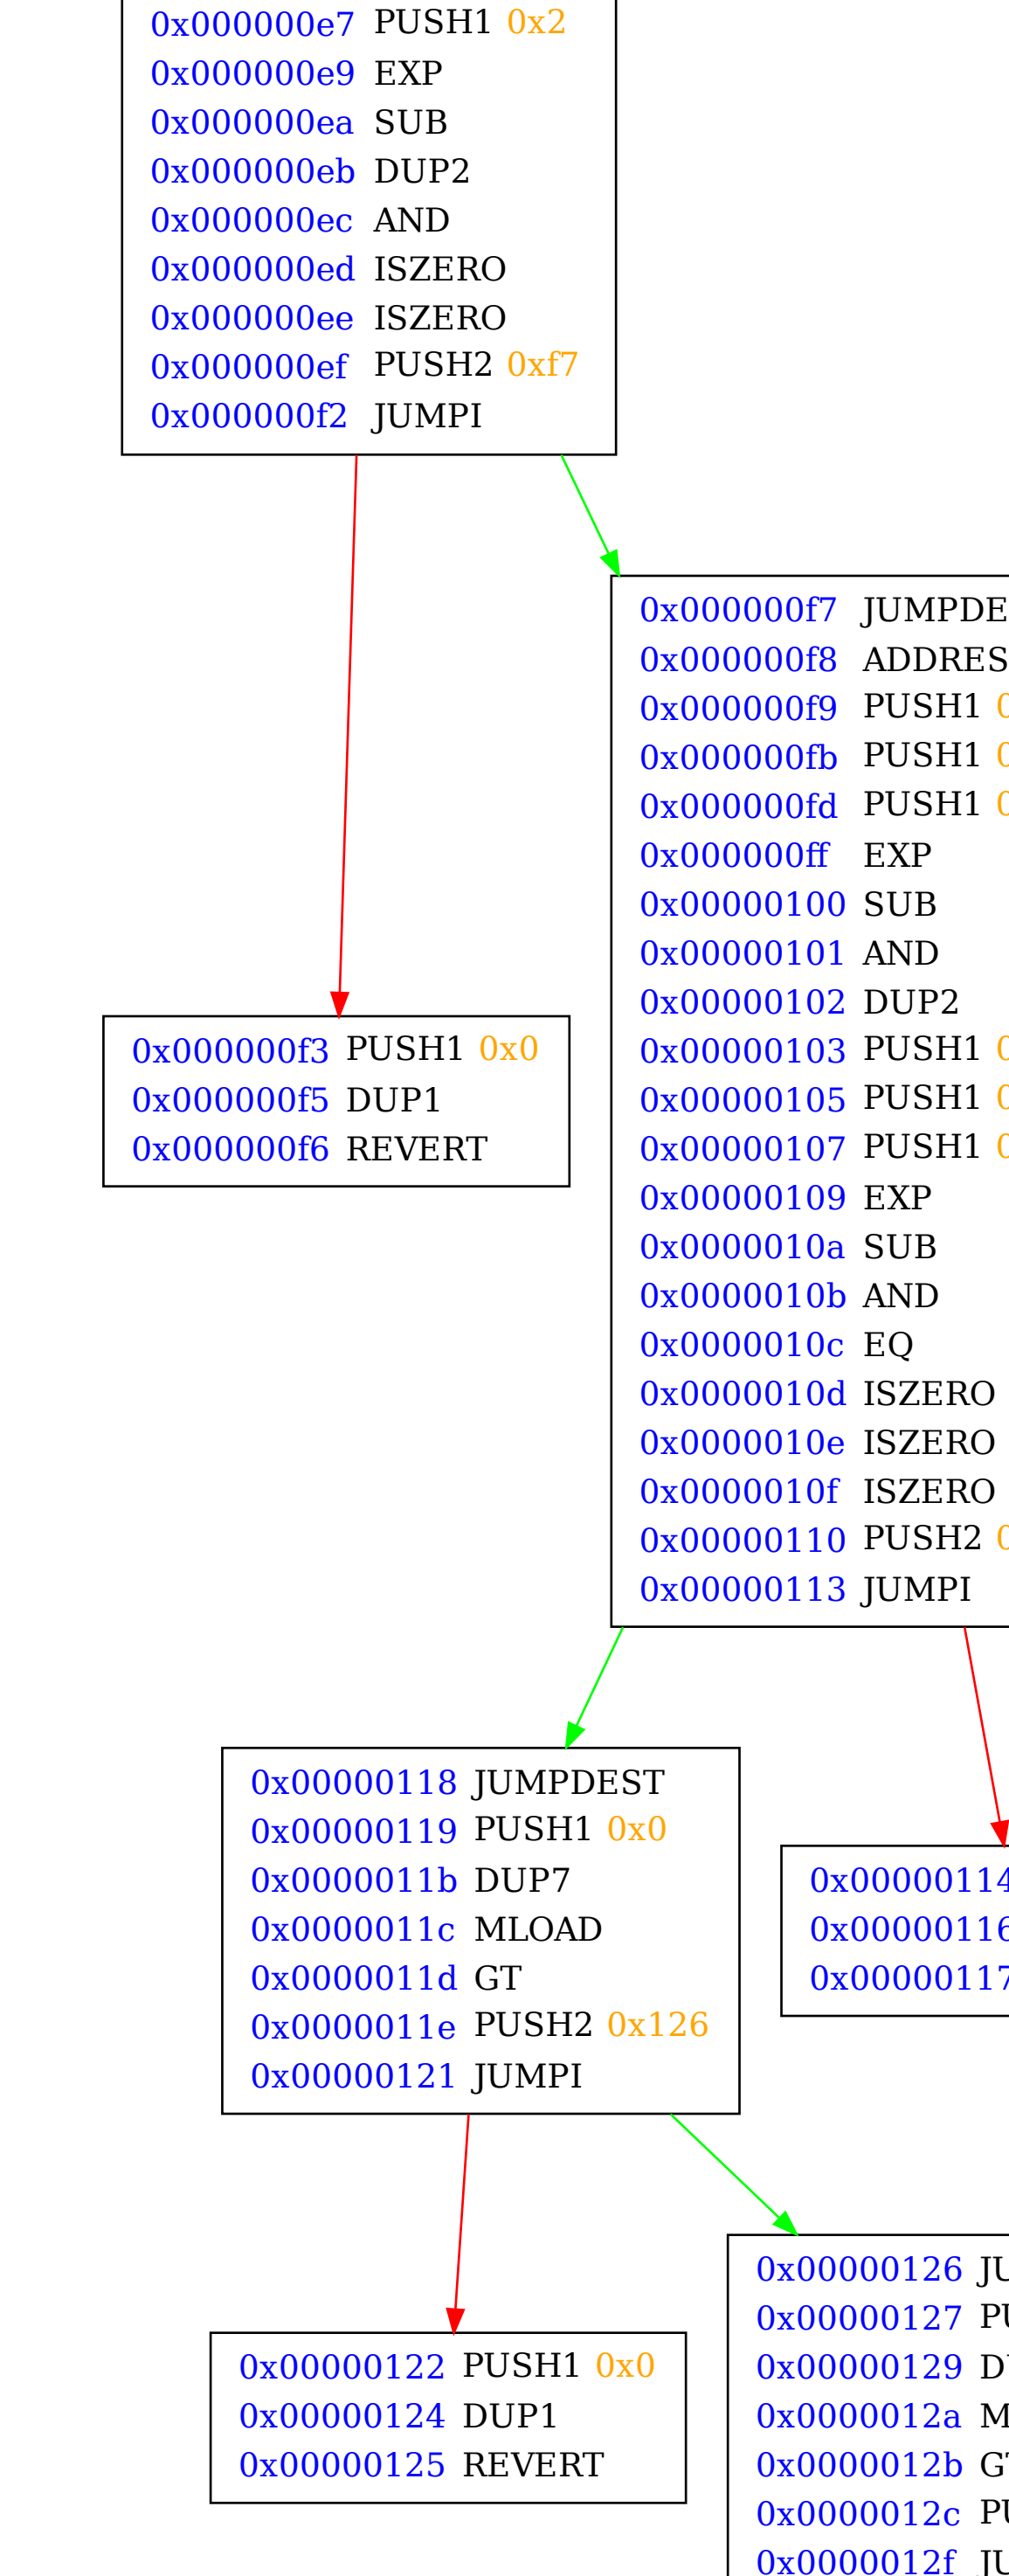 0x000000e7 PUSH1 0x2
0x000000e9 EXP
0x000000ea SUB
0x000000eb DUP2
0x000000ec AND
0x000000ed ISZERO
0x000000ee ISZERO
0x000000ef PUSH2 0xf7
0x000000f2 JUMPI
0x000000f7 JUMPDE
0x000000f8 ADDRES
0x000000f9 PUSH1
0x000000fb PUSH1
0x000000fd PUSH1
0x000000ff EXP
0x00000100 SUB
0x00000101 AND
0x00000102 DUP2
0x00000103 PUSH1
0x00000105 PUSH1
0x00000107 PUSH1
0x00000109 EXP
0x0000010a SUB
0x0000010b AND
0x0000010c EQ
0x0000010d ISZERO
0x0000010e ISZERO
0x0000010f ISZERO
0x00000110 PUSH2
0x00000113 JUMPI
0x000000f3 PUSH1 0x0
0x000000f5 DUP1
0x000000f6 REVERT
0x00000118 JUMPDEST
0x00000119 PUSH1 0x0
0x0000011b DUP7
0x0000011c MLOAD
0x0000011d GT
0x0000011e PUSH2 0x126
0x00000121 JUMPI
0x00000114
0x00000116
0x00000117
0x00000122 PUSH1 0x0
0x00000124 DUP1
0x00000125 REVERT
0x00000126
0x00000127
0x00000129
0x0000012a
0x0000012b
0x0000012c
0x0000012f